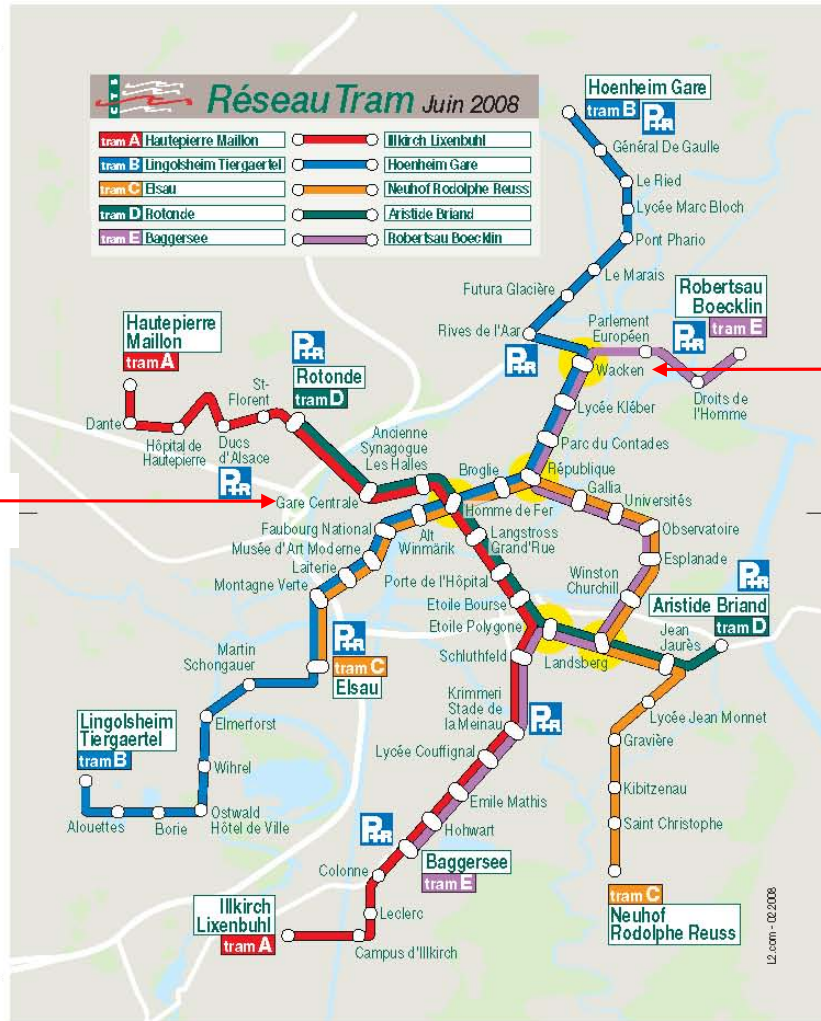 CTS
Réseau Tram Juin 2008
tram A Hautepierre Maillon
Illkirch Lixenbuhl
tram B Lingolsheim Tiergaertel
Hoenheim Gare
tram C Elsau
Neuhof Rodolphe Reuss
tram D Rotonde
Aristide Briand
tram E Baggersee
Robertsau Boecklin
Hoenheim Gare
tram B
P+R
Général De Gaulle
Le Ried
Lycée Marc Bloch
Pont Phario
Le Marais
Futura Glacière
Rives de l'Aar
P+R
Robertsau
Boecklin
P+R
tram E
Parlement
Européen
Wacken
Droits de
l'Homme
Lycée Kléber
Parc du Contades
Hautepierre
Maillon
tram A
Dante
Hôpital de
Hautepierre
Ducs
d'Alsace
P+R
St-
Florent
P+R
Rotonde
tram D
Ancienne
Synagogue
Les Halles
Gare Centrale
Broglie
République
Homme de Fer
Gallia
Universités
Observatoire
Esplanade
Winston
Churchill
Faubourg National
Alt
Winmärik
Musée d'Art Moderne
Laiterie
Montagne Verte
Langstross
Grand'Rue
Porte de l'Hôpital
Etoile Bourse
Etoile Polygone
Schluthfeld
Landsberg
P+R
Aristide Briand
tram D
Jean
Jaurès
Lycée Jean Monnet
Gravière
Kibitzenau
Saint Christophe
tram C
Neuhof
Rodolphe Reuss
P+R
tram C
Elsau
Martin
Schongauer
Elmerforst
Wihrel
Ostwald
Hôtel de Ville
Borie
Alouettes
Lingolsheim
Tiergaertel
tram B
Krimmeri
Stade de
la Meinau
P+R
Lycée Couffignal
Emile Mathis
Hohwart
P+R
Baggersee
tram E
Colonne
Leclerc
Campus d'Illkirch
Illkirch
Lixenbuhl
tram A
L2.com - 022008